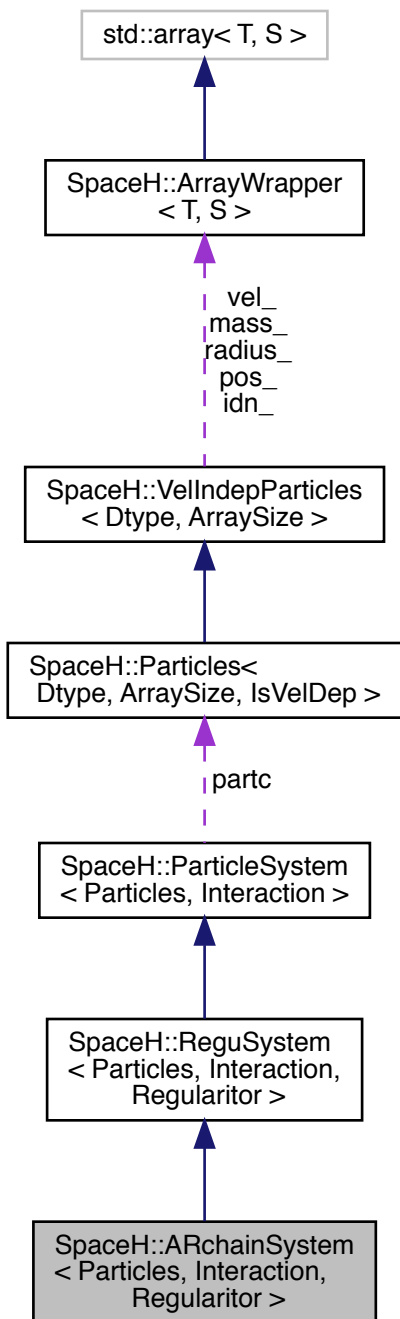 std::array< T, S >
SpaceH::ArrayWrapper
< T, S >
vel_
mass_
radius_
pos_
idn_
SpaceH::VelIndepParticles
< Dtype, ArraySize >
SpaceH::Particles<
Dtype, ArraySize, IsVelDep >
partc
SpaceH::ParticleSystem
< Particles, Interaction >
SpaceH::ReguSystem
< Particles, Interaction,
Regularitor >
SpaceH::ARchainSystem
< Particles, Interaction,
Regularitor >